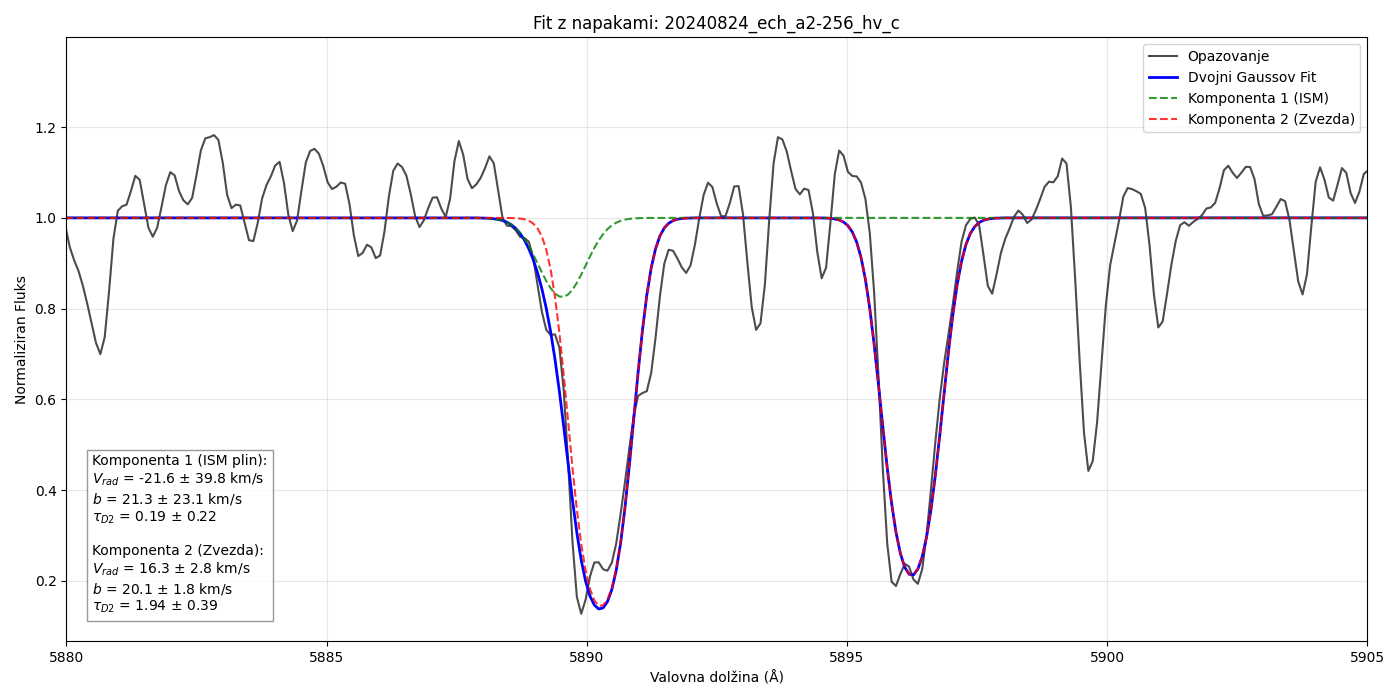 Fit z napakami: 20240824_ech_a2-256_hv_c
Opazovanje
Dvojni Gaussov Fit
Komponenta 1 (ISM)
Komponenta 2 (Zvezda)
Normaliziran Fluks
1.2
1.0
0.8
0.6
0.4
0.2
Komponenta 1 (ISM plin):
V_rad = -21.6 ± 39.8 km/s
b = 21.3 ± 23.1 km/s
τ_D2 = 0.19 ± 0.22
Komponenta 2 (Zvezda):
V_rad = 16.3 ± 2.8 km/s
b = 20.1 ± 1.8 km/s
τ_D2 = 1.94 ± 0.39
5880 5885 5890 5895 5900 5905
Valovna dolžina (Å)